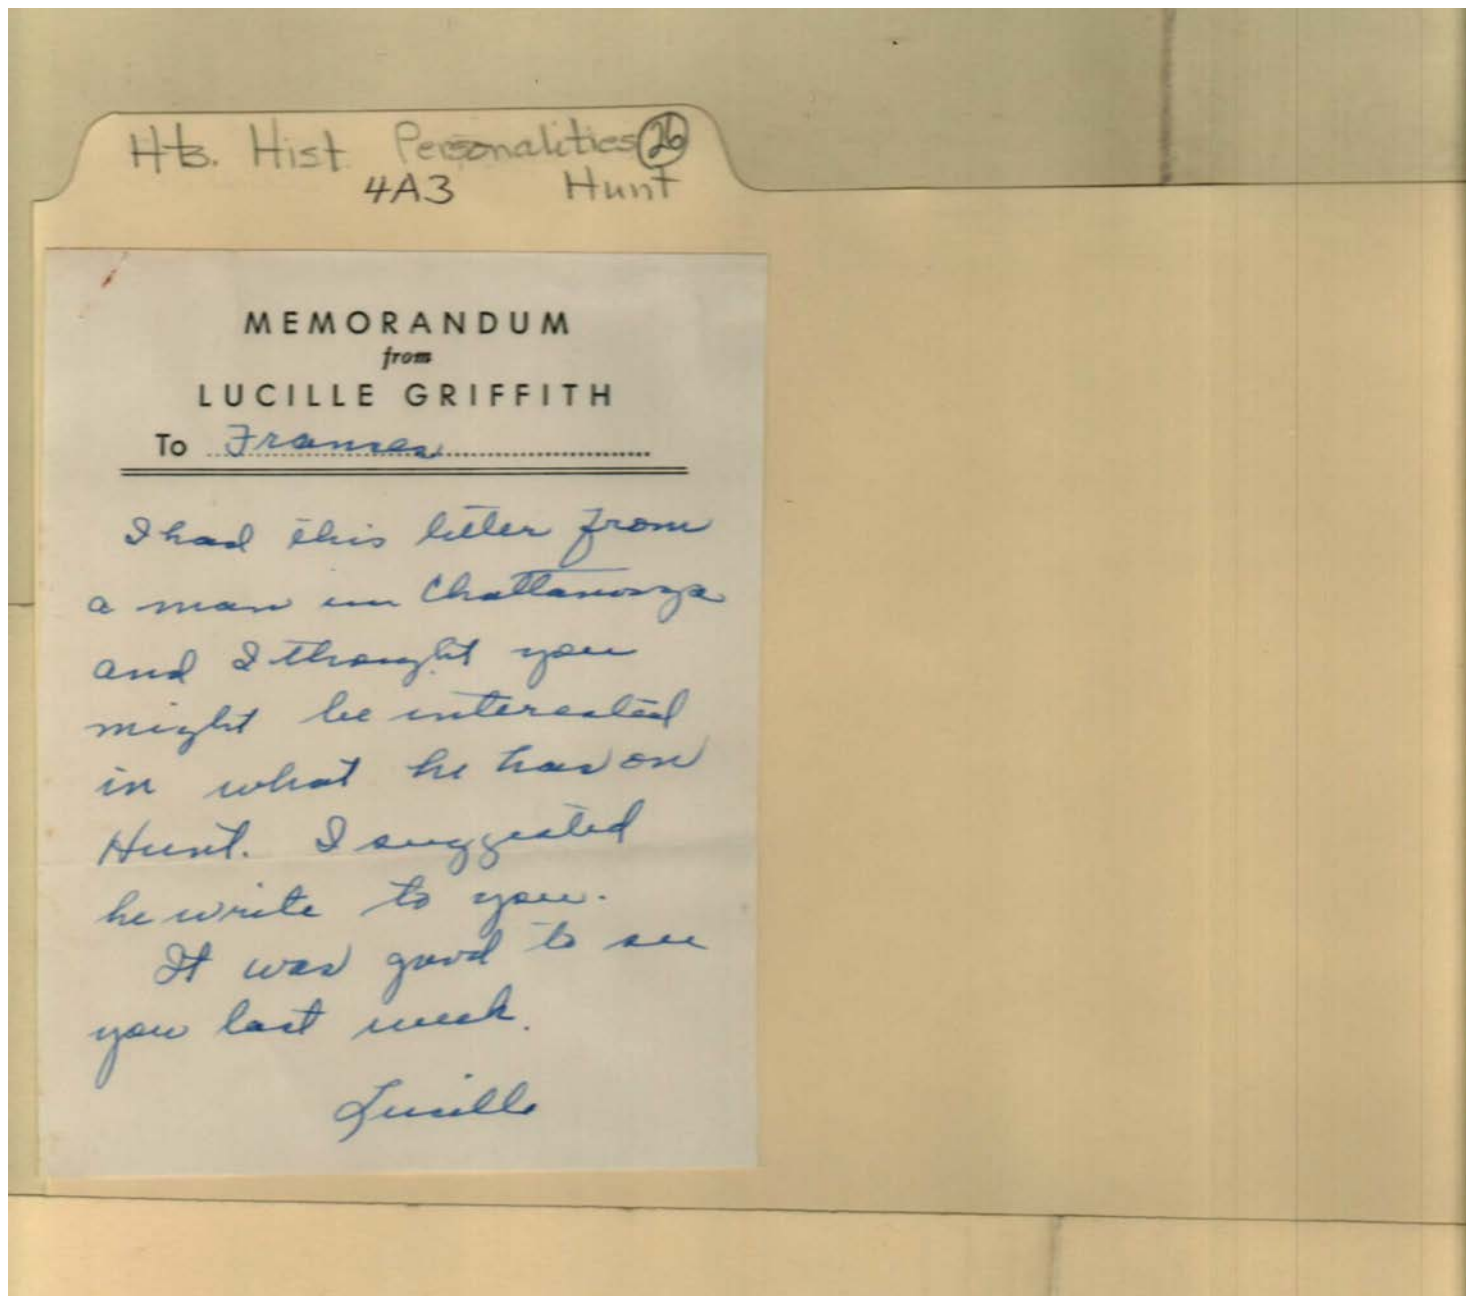 Hts. Hist Personalities 26
4A3 Hunt
MEMORANDUM
from
LUCILLE GRIFFITH
To Frances
I had this letter from
a man in Chattanooga
and I thought you
might be interested
in what he has on
Hunt. I suggested
he write to you.
It was good to see
you last week.
Lucille